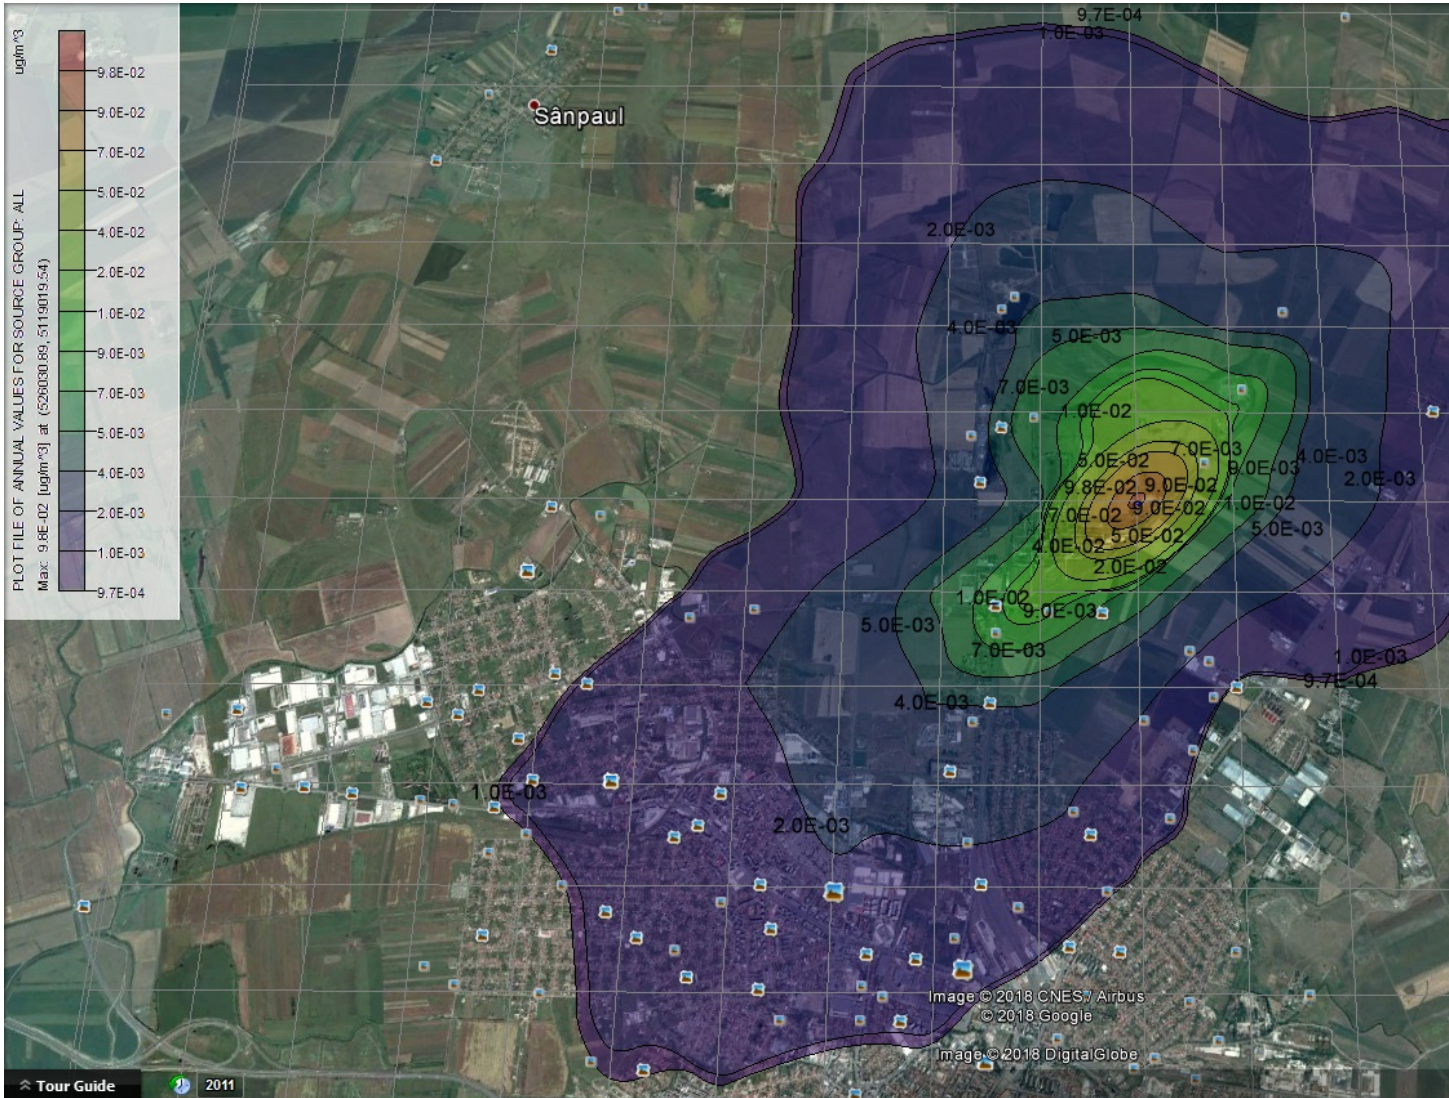 ug/m^3
PLOT FILE OF ANNUAL VALUES FOR SOURCE GROUP: ALL
Max: 9.8E-02 [ug/m^3] at (526030.89, 5119019.54)
9.8E-02
9.0E-02
7.0E-02
5.0E-02
4.0E-02
2.0E-02
1.0E-02
9.0E-03
7.0E-03
5.0E-03
4.0E-03
2.0E-03
1.0E-03
9.7E-04
Sânpaul
9.7E-04
1.0E-03
2.0E-03
4.0E-03
5.0E-03
7.0E-03
1.0E-02
7.0E-03
5.0E-02
9.0E-03
4.0E-03
2.0E-03
9.8E-02
9.0E-02
9.0E-02
1.0E-02
7.0E-02
5.0E-03
5.0E-02
4.0E-02
2.0E-02
1.0E-02
9.0E-03
5.0E-03
7.0E-03
1.0E-03
9.7E-04
4.0E-03
1.0E-03
2.0E-03
Image © 2018 CNES / Airbus
© 2018 Google
Image © 2018 DigitalGlobe
Tour Guide
2011